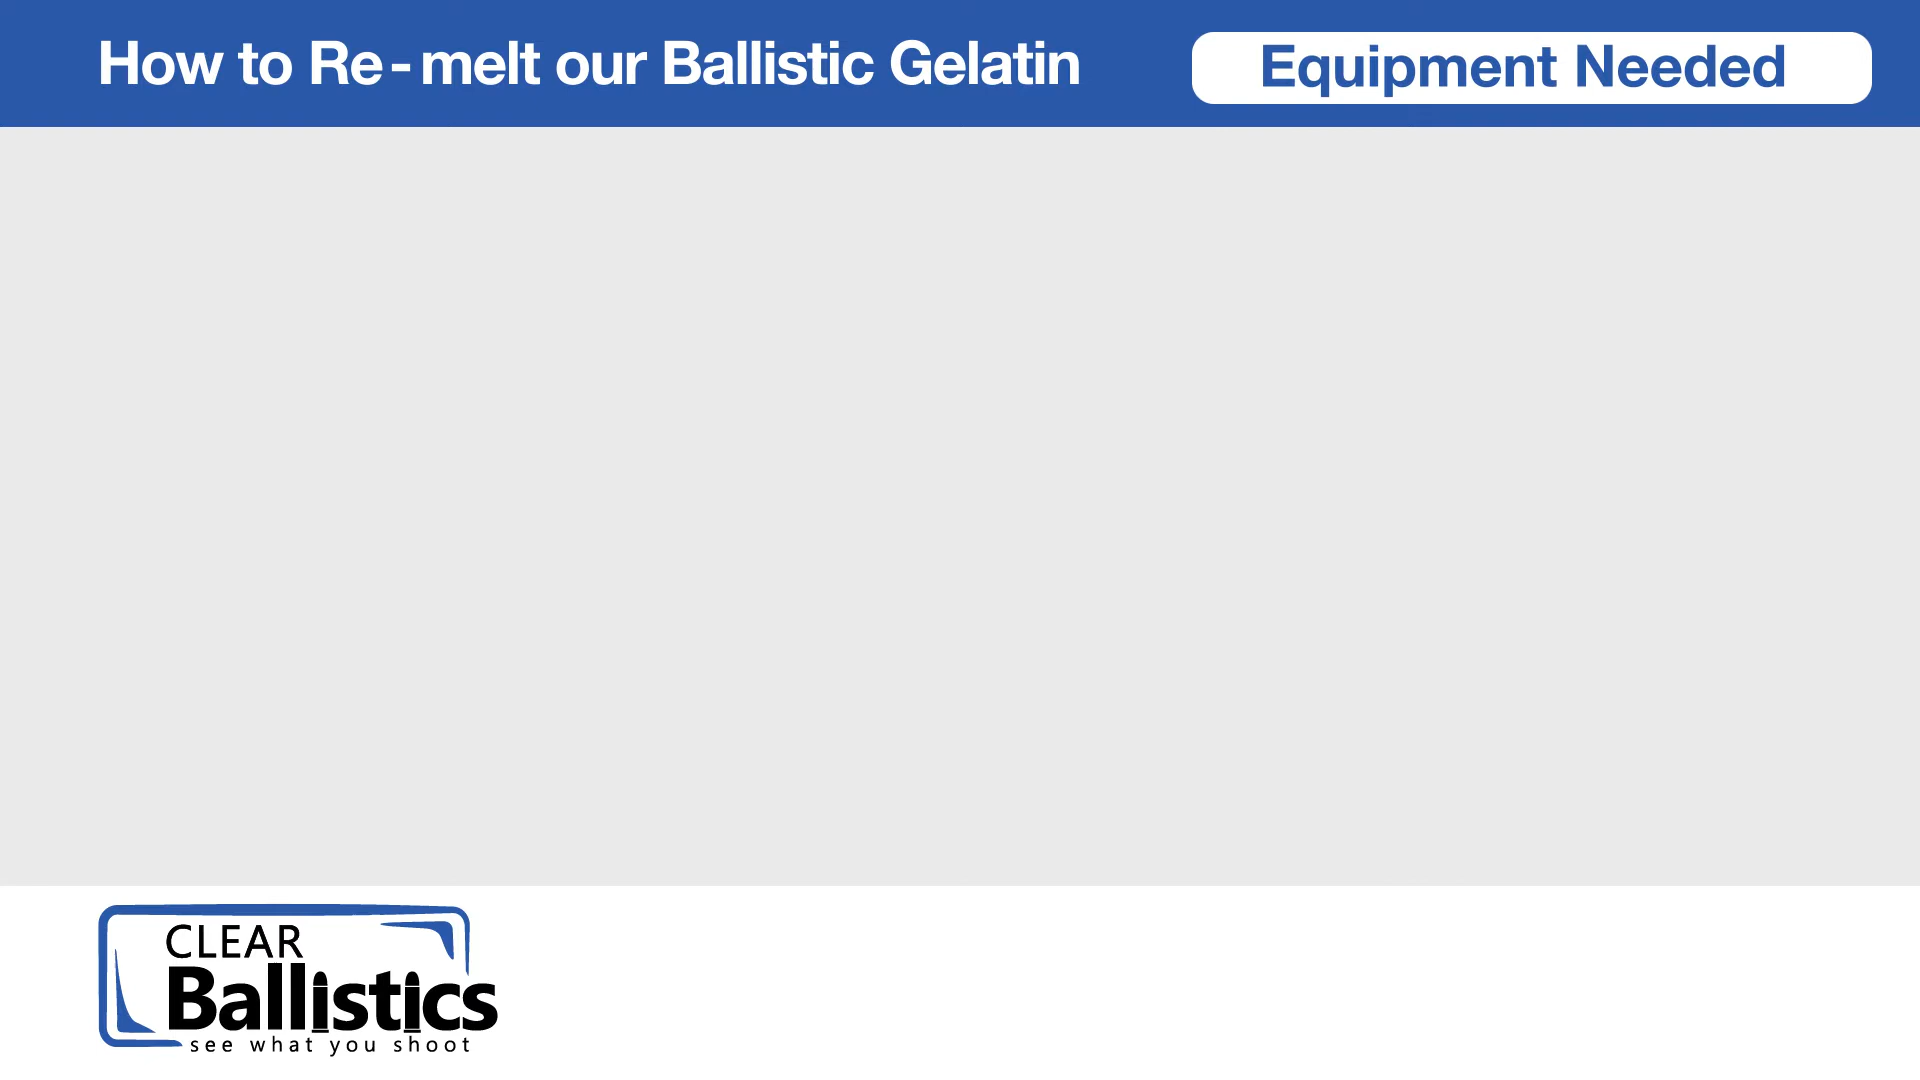 How to Re-melt our Ballistic Gelatin
Equipment Needed
CLEAR
Ballistics
see what you shoot